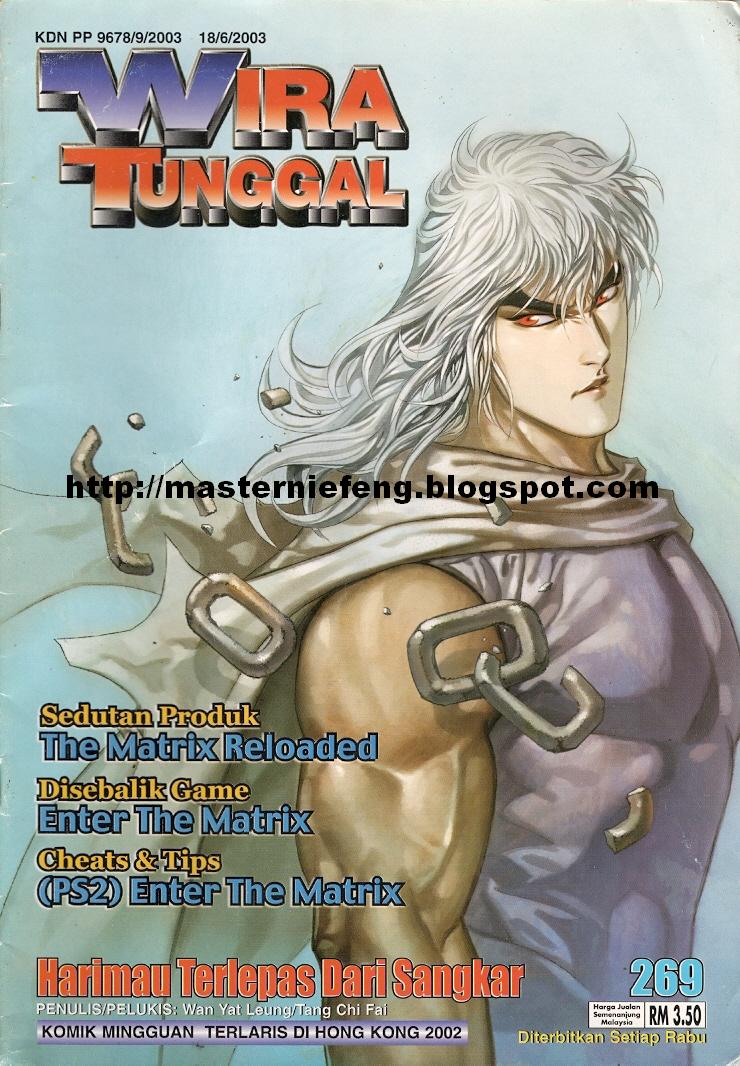 KDN PP 9678/9/2003 18/6/2003
WIRA
TUNGGAL
http://masterniefeng.blogspot.com
Sedutan Produk
The Matrix Reloaded
Disebalik Game
Enter The Matrix
Cheats & Tips
(PS2) Enter The Matrix
Harimau Terlepas Dari Sangkar
269
PENULIS/PELUKIS: Wan Yat Leung/Tang Chi Fai
Harga Jualan
Semenanjung
Malaysia
RM 3.50
KOMIK MINGGUAN TERLARIS DI HONG KONG 2002
Diterbitkan Setiap Rabu